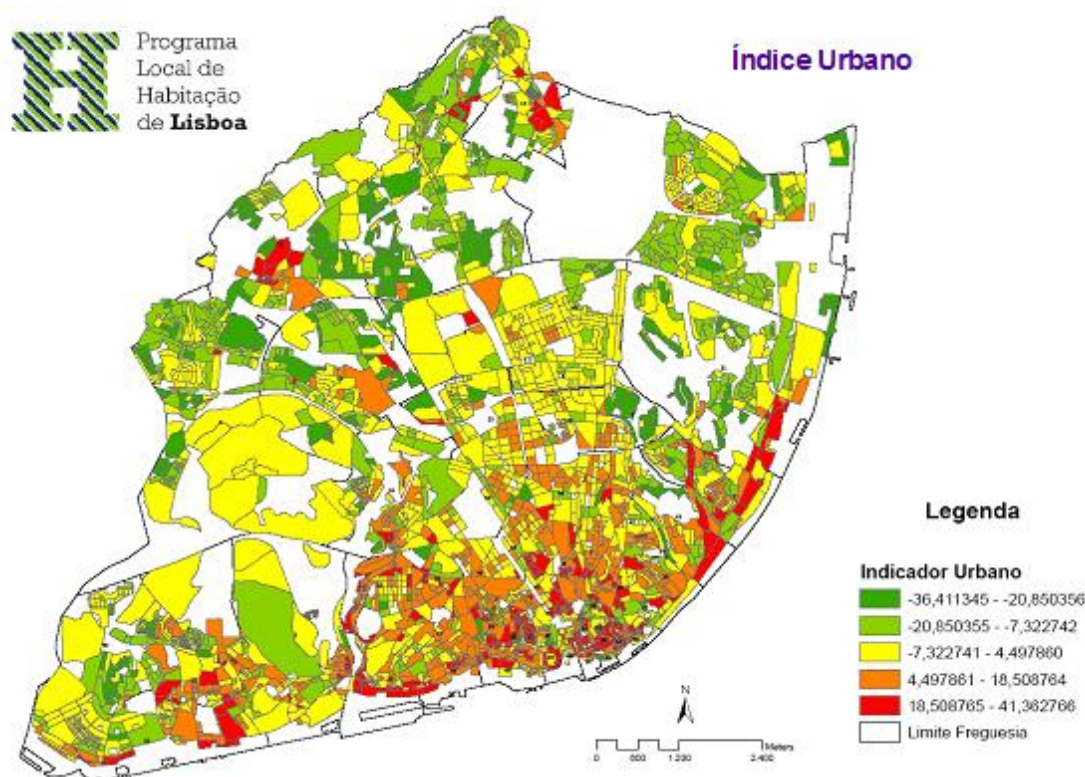 Programa
Local de
Habitação
de Lisboa
Índice Urbano
Legenda
Indicador Urbano
-36,411345 - -20,850356
-20,850355 - -7,322742
-7,322741 - 4,497860
4,497861 - 18,508764
18,508765 - 41,362766
Limite Freguesia
N
Meters
0 600 1.200 2.400